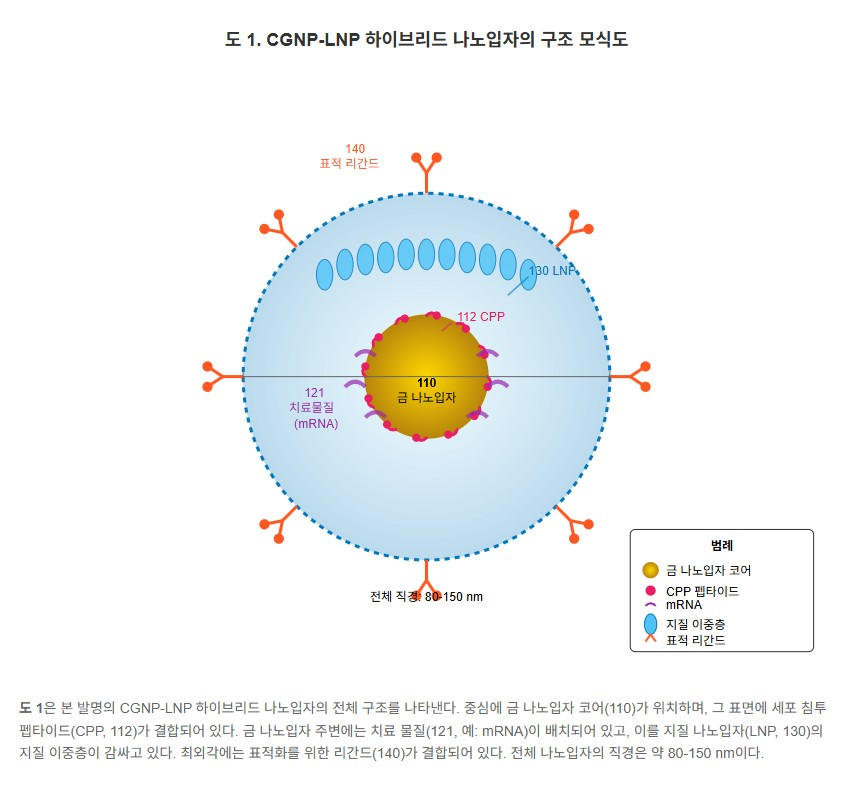 도 1. CGNP-LNP 하이브리드 나노입자의 구조 모식도
140
표적 리간드
130 LNP
112 CPP
110
금 나노입자
121
치료물질
(mRNA)
전체 직경: 80-150 nm
범례
금 나노입자 코어
CPP 펩타이드
mRNA
지질 이중층
표적 리간드
도 1은 본 발명의 CGNP-LNP 하이브리드 나노입자의 전체 구조를 나타낸다. 중심에 금 나노입자 코어(110)가 위치하며, 그 표면에 세포 침투
펩타이드(CPP, 112)가 결합되어 있다. 금 나노입자 주변에는 치료 물질(121, 예: mRNA)이 배치되어 있고, 이를 지질 나노입자(LNP, 130)의
지질 이중층이 감싸고 있다. 최외각에는 표적화를 위한 리간드(140)가 결합되어 있다. 전체 나노입자의 직경은 약 80-150 nm이다.